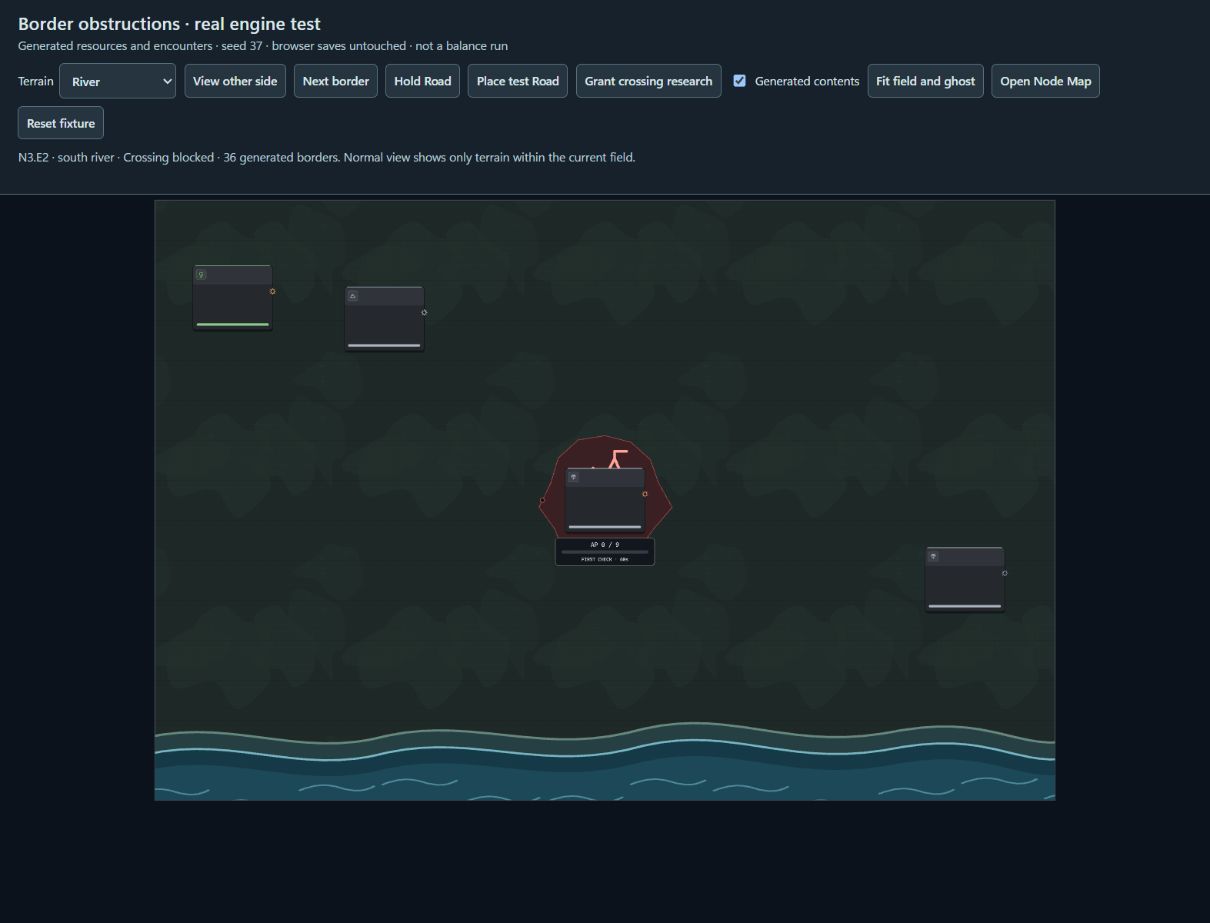 Border obstructions · real engine test
Generated resources and encounters · seed 37 · browser saves untouched · not a balance run
Terrain River View other side Next border Hold Road Place test Road Grant crossing research Generated contents Fit field and ghost Open Node Map
Reset fixture
N3.E2 · south river · Crossing blocked · 36 generated borders. Normal view shows only terrain within the current field.
AP 0 / 9
FIRST CHECK · 60s